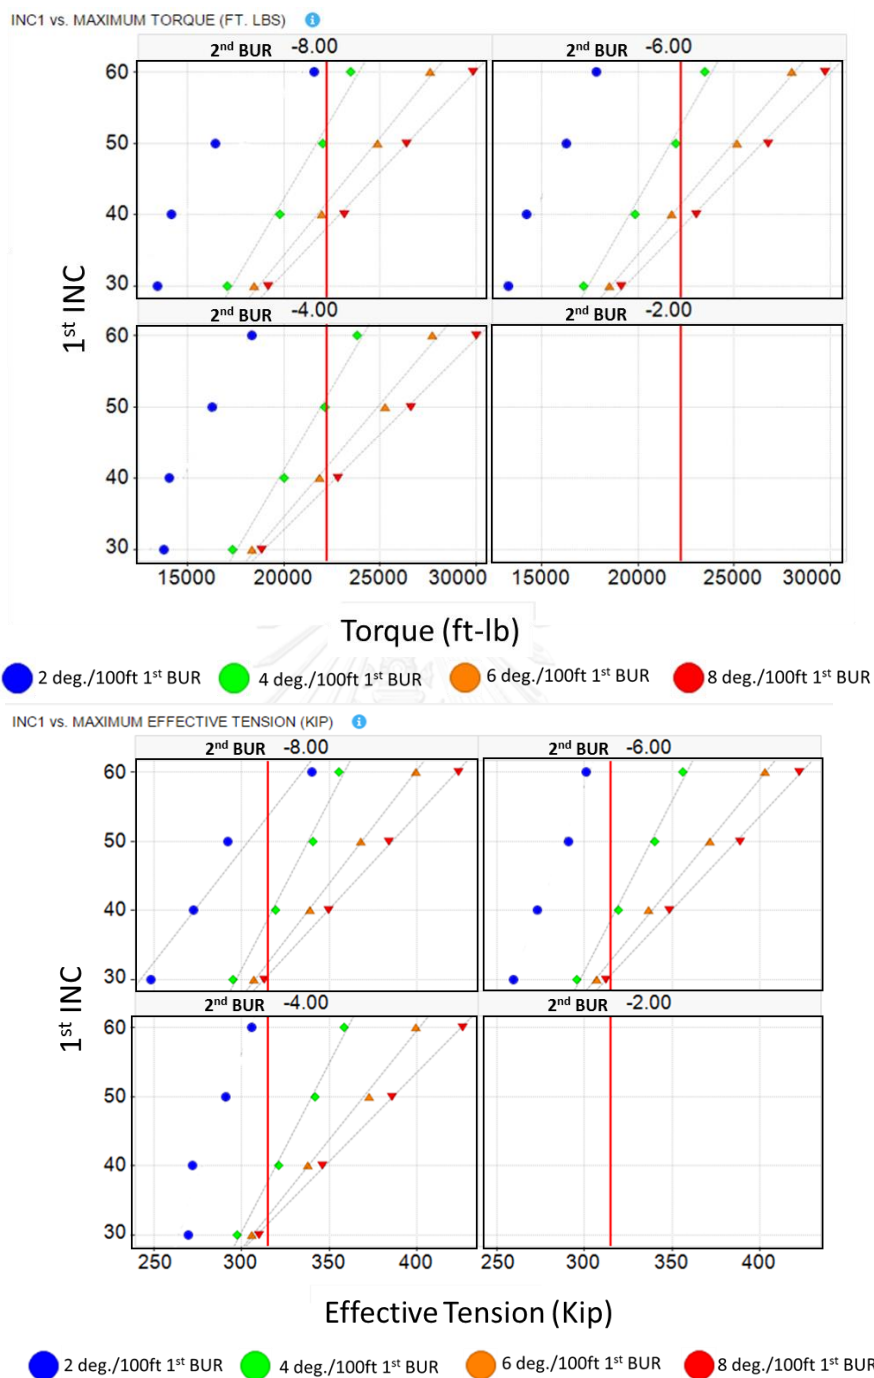 INC1 vs. MAXIMUM TORQUE (FT. LBS) i
2nd BUR -8.00 2nd BUR -6.00
60 60
50 50
40 40
30 30
1st INC
2nd BUR -4.00 2nd BUR -2.00
60
50
40
30
15000 20000 25000 30000 15000 20000 25000 30000
Torque (ft-lb)
2 deg./100ft 1st BUR 4 deg./100ft 1st BUR 6 deg./100ft 1st BUR 8 deg./100ft 1st BUR
INC1 vs. MAXIMUM EFFECTIVE TENSION (KIP) i
2nd BUR -8.00 2nd BUR -6.00
60
50
40
30
1st INC
2nd BUR -4.00 2nd BUR -2.00
60
50
40
30
250 300 350 400 250 300 350 400
Effective Tension (Kip)
2 deg./100ft 1st BUR 4 deg./100ft 1st BUR 6 deg./100ft 1st BUR 8 deg./100ft 1st BUR